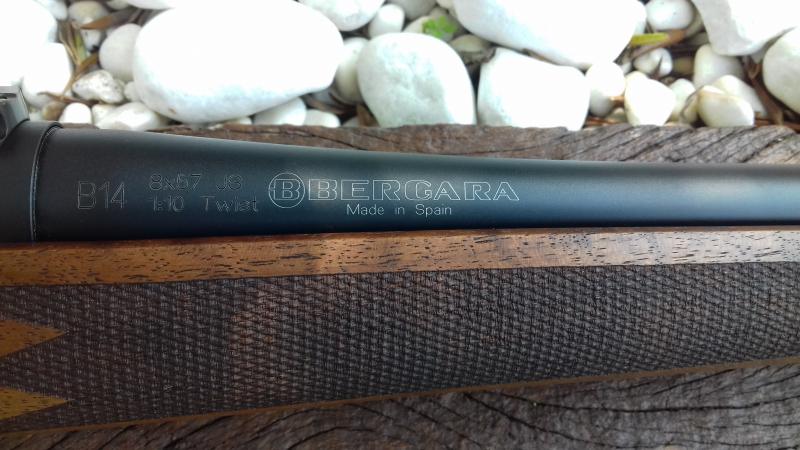 B14
8x57 JS
1:10 Twist
B BERGARA
Made in Spain